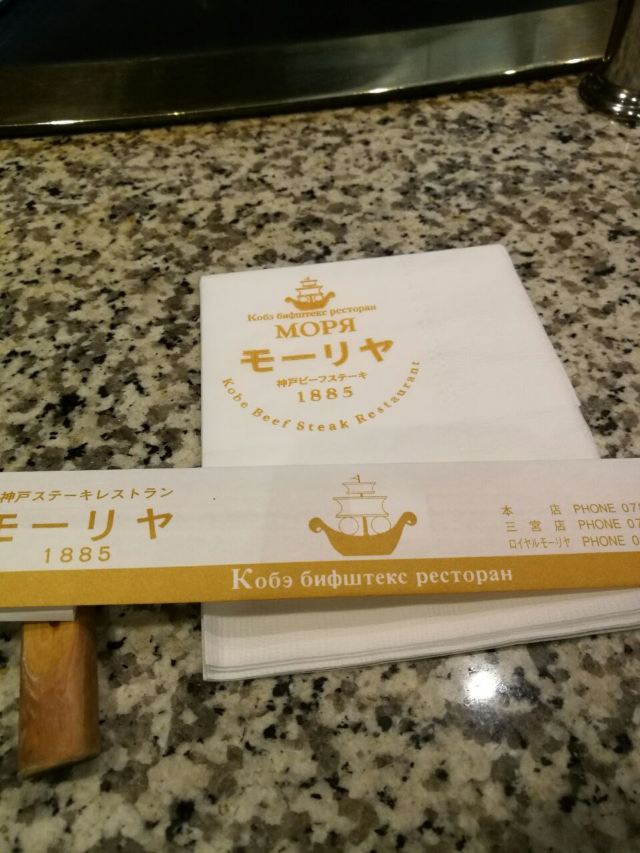 Кобэ бифштекс ресторан
МОРЯ
モーリヤ
神戸ビーフステーキ
1885
Kobe Beef Steak Restaurant
神戸ステーキレストラン
モーリヤ
1885
本 店 PHONE 078
三宮店 PHONE 07
ロイヤルモーリヤ PHONE 0
Кобэ бифштекс ресторан